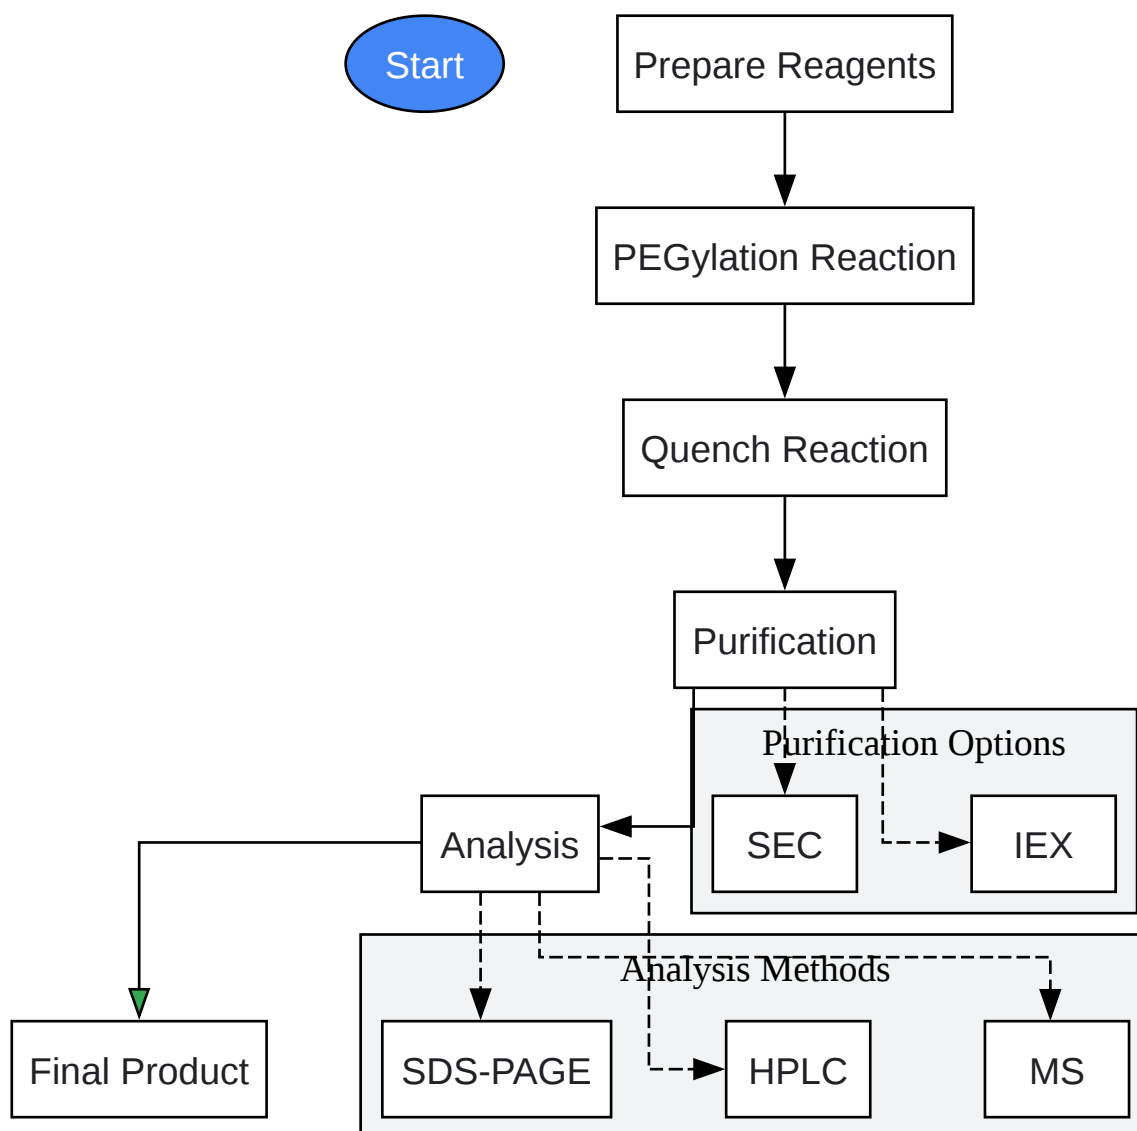 Start
Prepare Reagents
PEGylation Reaction
Quench Reaction
Purification
Purification Options
Analysis
SEC
IEX
Analysis Methods
Final Product
SDS-PAGE
HPLC
MS